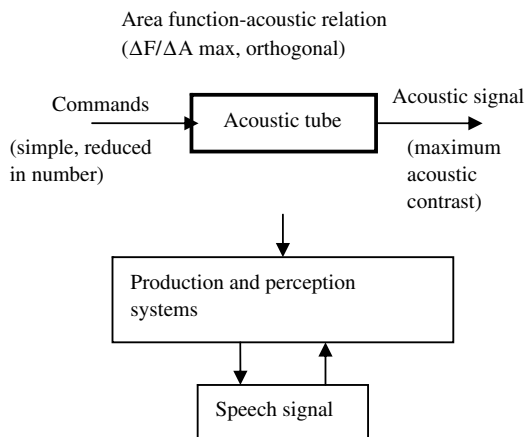 Area function-acoustic relation
(ΔF/ΔA max, orthogonal)
Commands
(simple, reduced
in number)
Acoustic tube
Acoustic signal
(maximum
acoustic
contrast)
Production and perception
systems
Speech signal